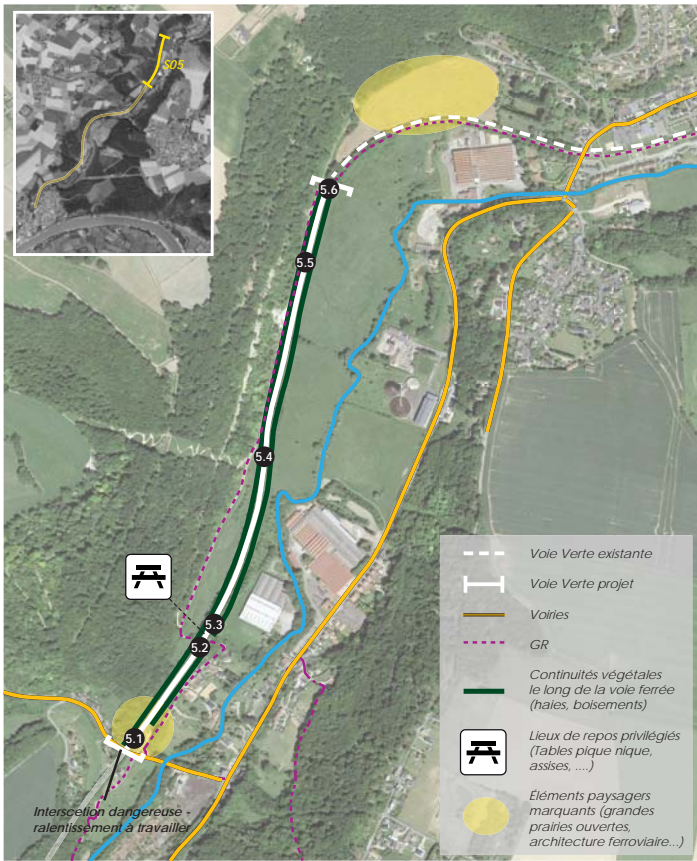 S05
5.6
5.5
5.4
5.3
5.2
5.1
Interscetion dangereuse -
ralentissement à travailler
Voie Verte existante
Voie Verte projet
Voiries
GR
Continuités végétales
le long de la voie ferrée
(haies, boisements)
Lieux de repos privilégiés
(Tables pique nique,
assises, ....)
Éléments paysagers
marquants (grandes
prairies ouvertes,
architecture ferroviaire...)